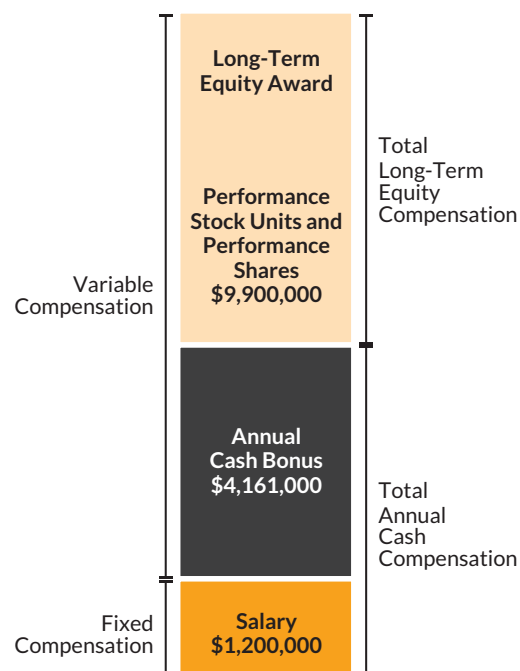 Long-Term
Equity Award
Total
Long-Term
Equity
Compensation
Performance
Stock Units and
Performance
Shares
$9,900,000
Variable
Compensation
Annual
Cash Bonus
$4,161,000
Total
Annual
Cash
Compensation
Fixed
Compensation
Salary
$1,200,000